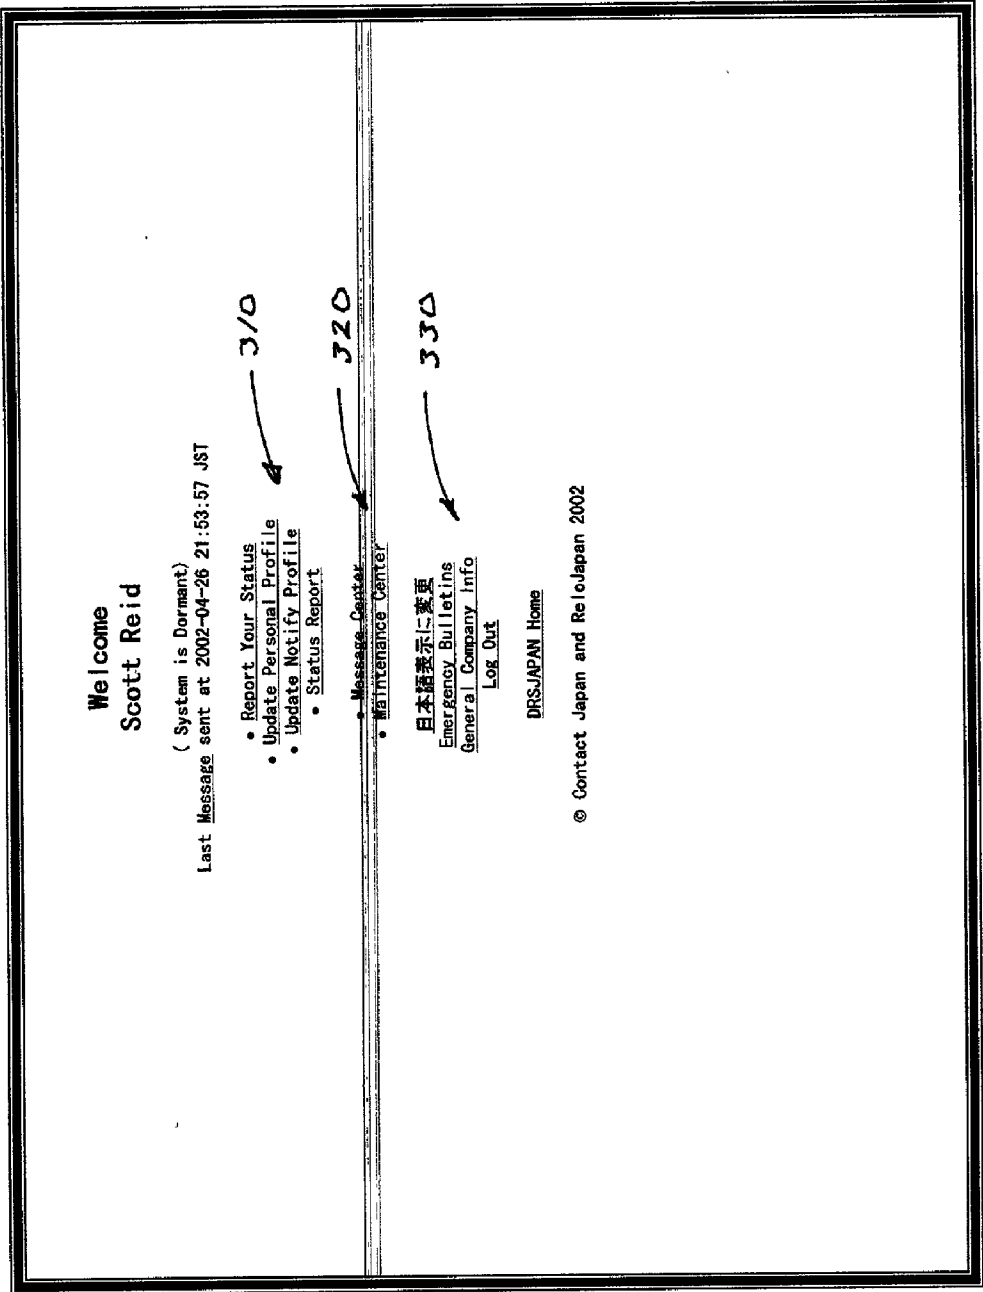 Welcome
Scott Reid
( System is Dormant)
Last Message sent at 2002-04-26 21:53:57 JST
• Report Your Status
• Update Personal Profile
• Update Notify Profile
• Status Report
310
• Message Center
• Maintenance Center
320
日本語表示に変更
Emergency Bulletins
General Company Info
Log Out
330
DRSJAPAN Home
© Contact Japan and ReloJapan 2002